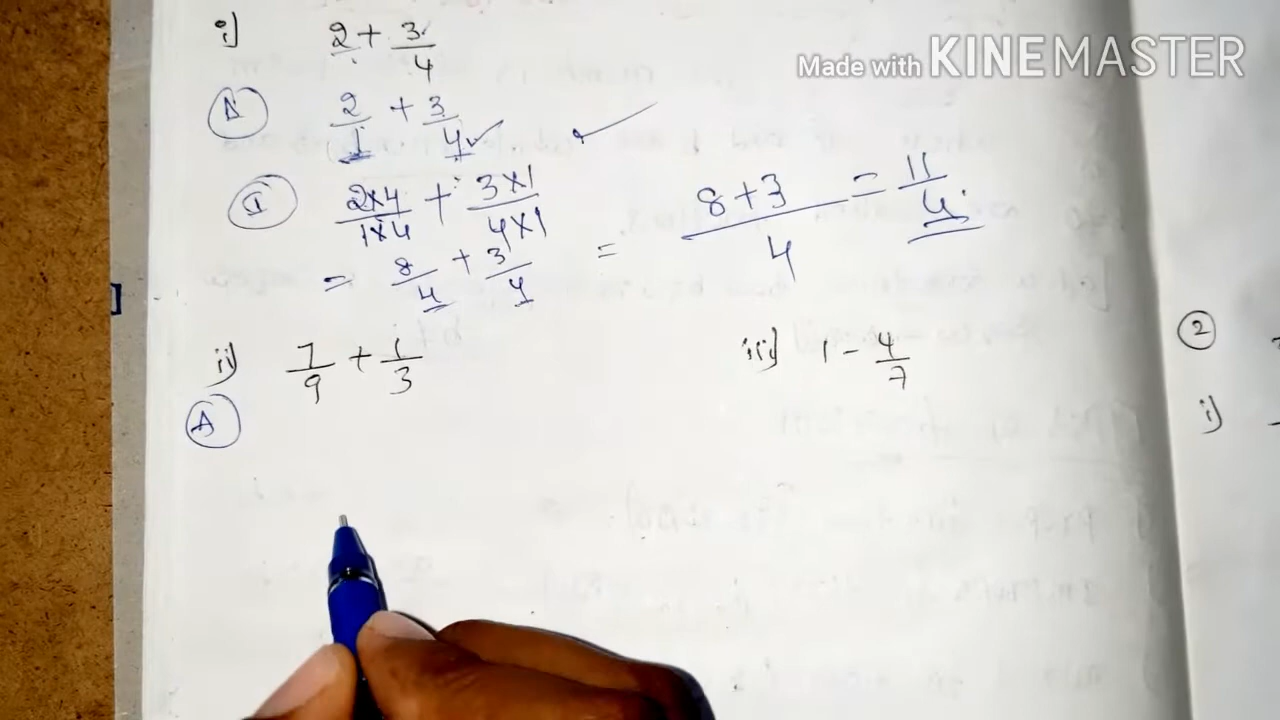 i) 2 + 3/4
Made with KINEMASTER
A 2/1 + 3/4 ✓ ✓
2×4/1×4 + 3×1/4×1
= 8/4 + 3/4 = 8+3/4 = 11/4
ii) 7/9 + 1/3
iii) 1 - 4/7
A
2
i)